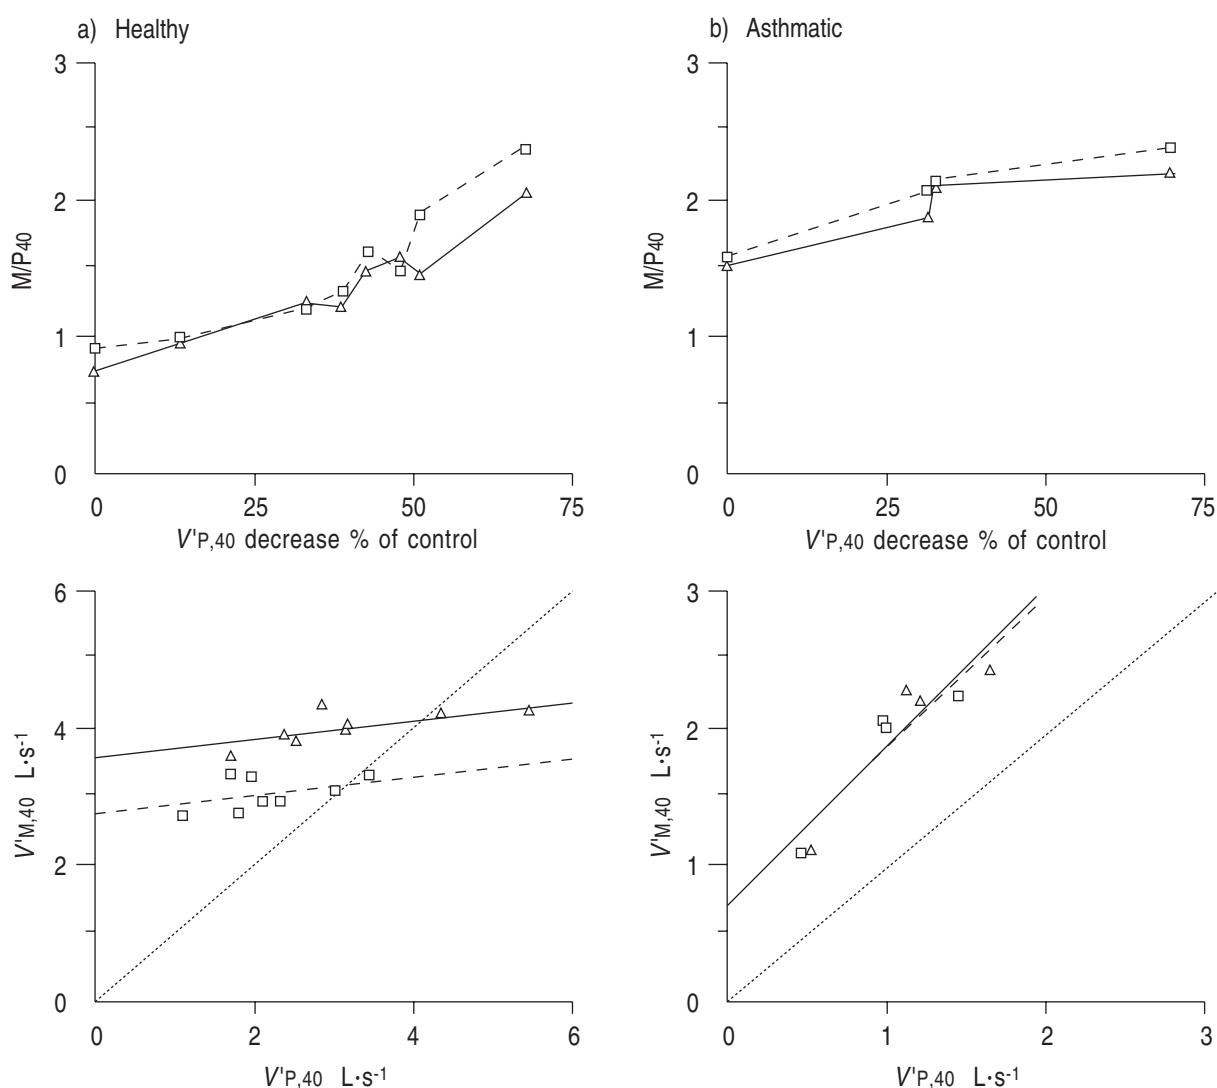 a) Healthy
b) Asthmatic
3
2
1
0
M/P40
0 25 50 75
V'P,40 decrease % of control
3
2
1
0
M/P40
0 25 50 75
V'P,40 decrease % of control
6
4
2
0
V'M,40 L·s-1
0 2 4 6
V'P,40 L·s-1
3
2
1
0
V'M,40 L·s-1
0 1 2 3
V'P,40 L·s-1